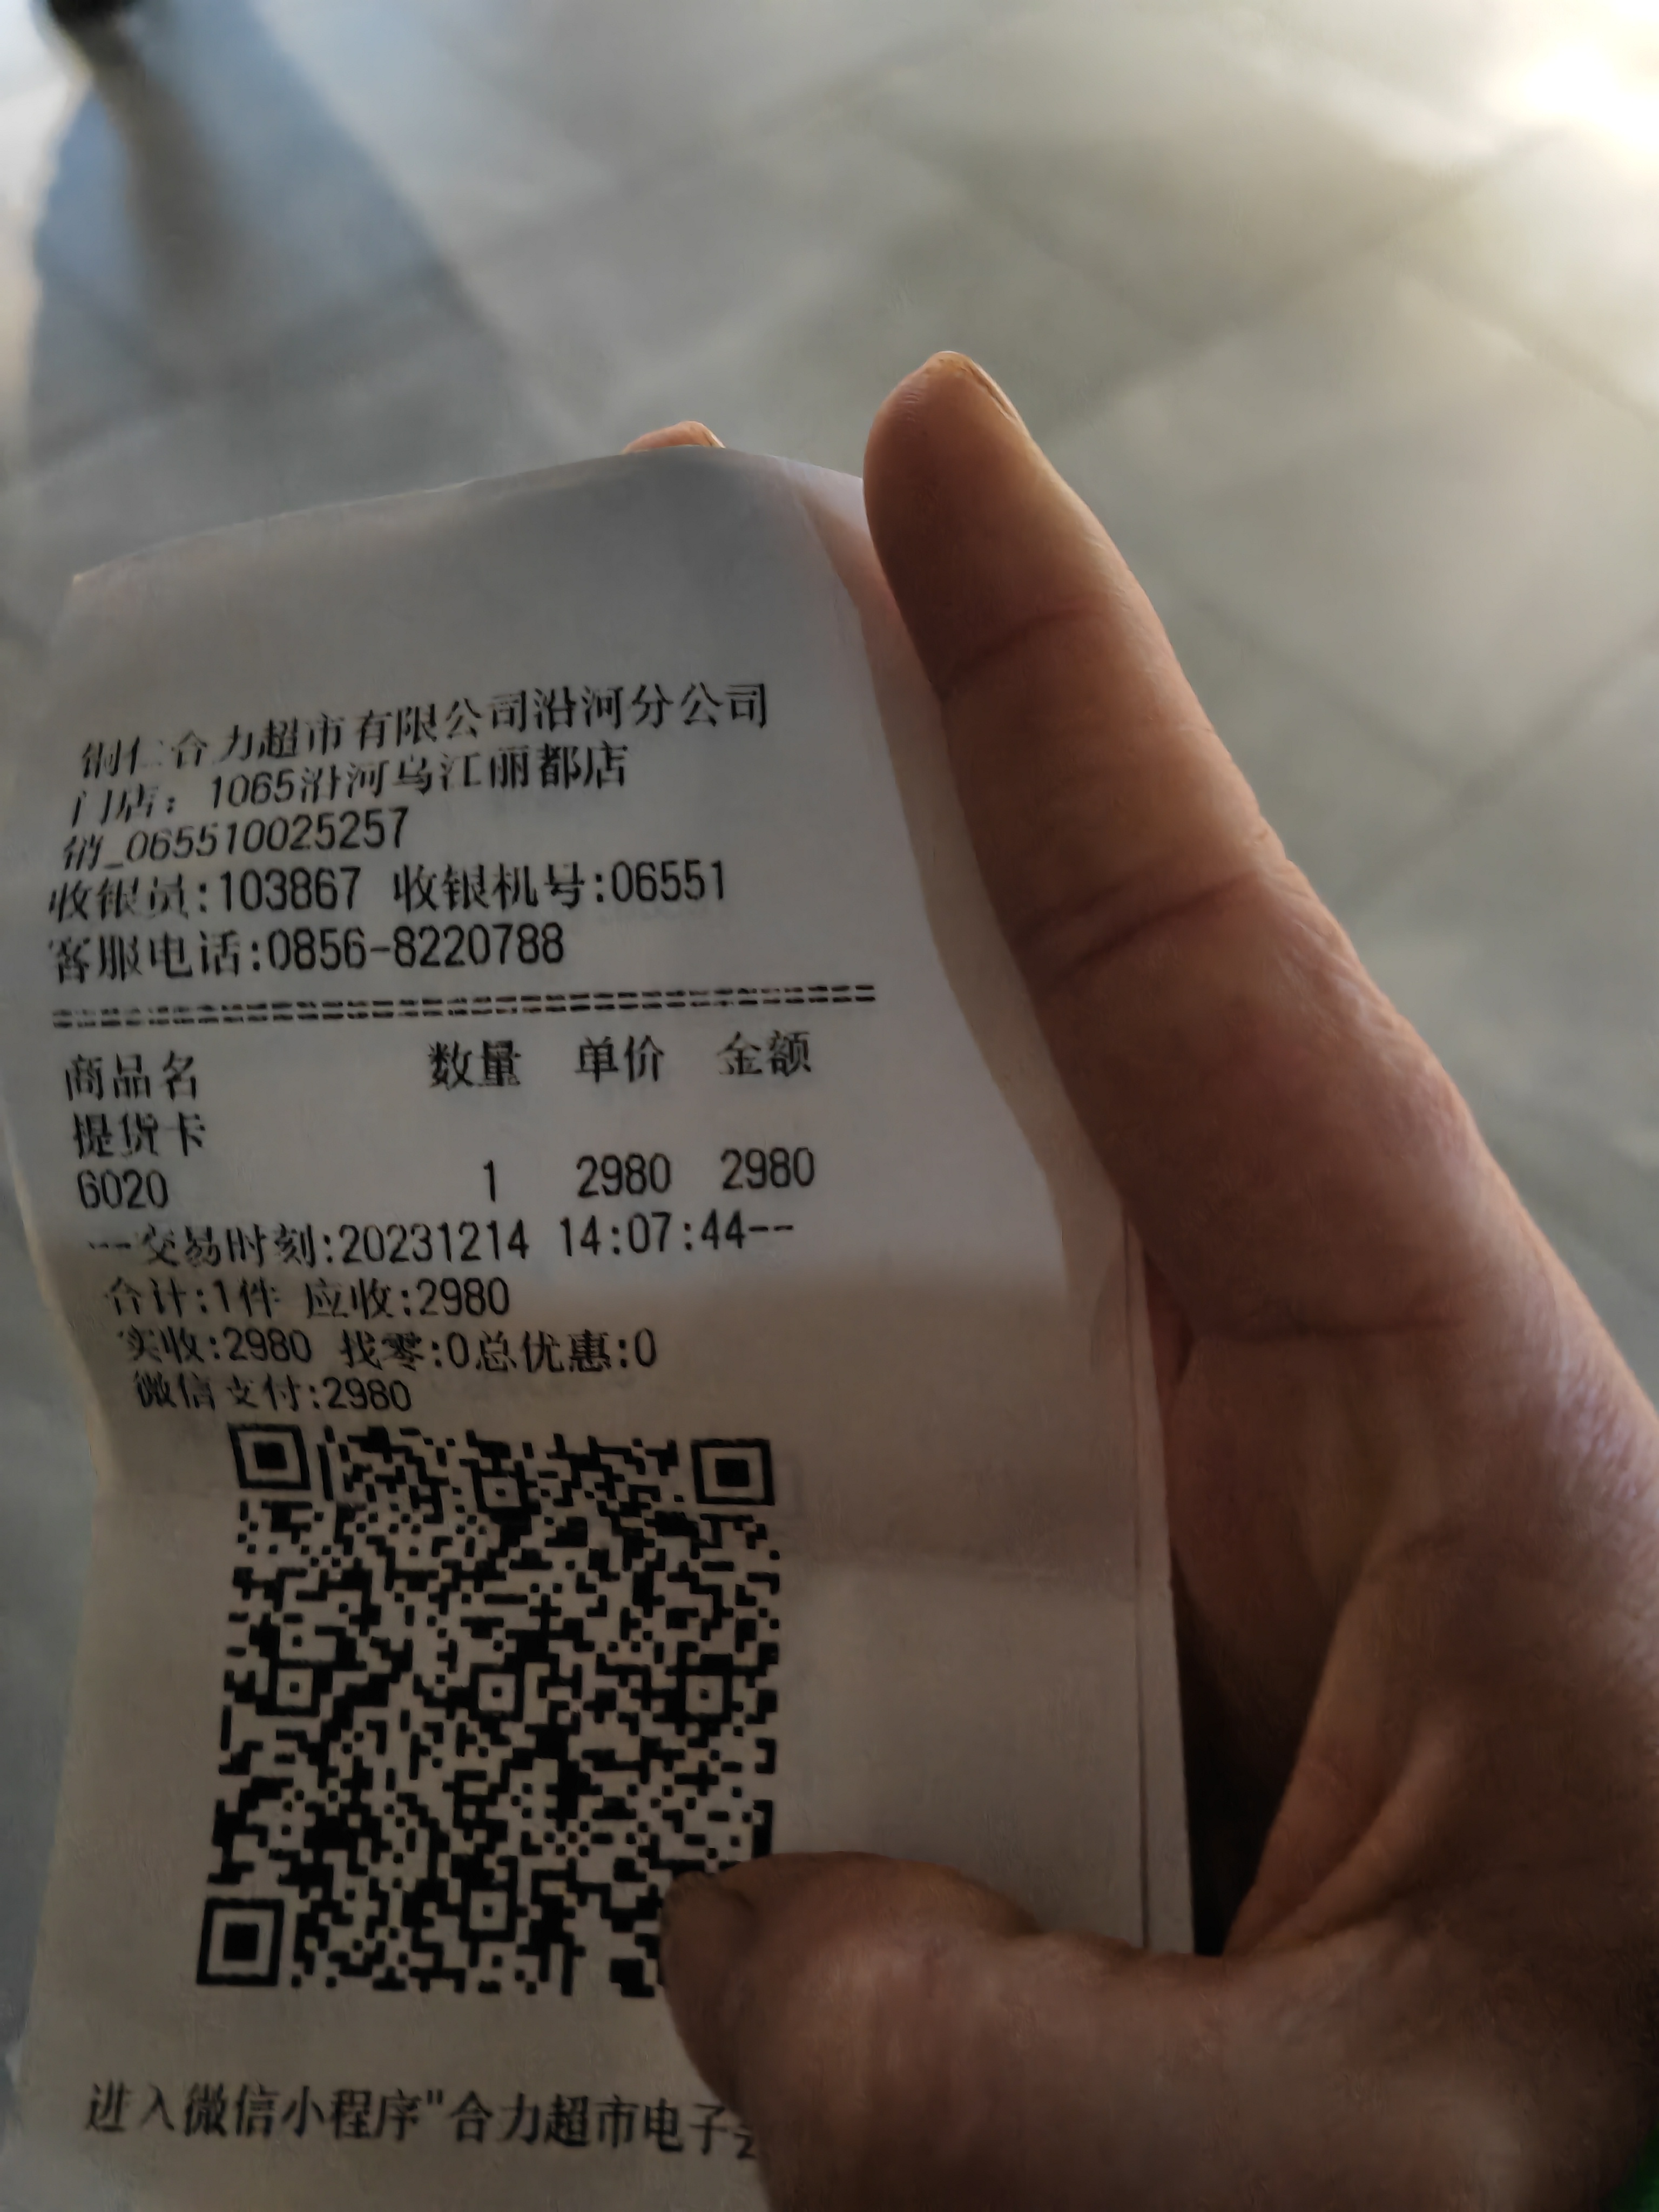 铜仁合力超市有限公司沿河分公司
门店：1065沿河乌江丽都店
销_065510025257
收银员:103867 收银机号:06551
客服电话:0856-8220788
==================================
商品名 数量 单价 金额
提货卡
6020 1 2980 2980
---交易时刻:20231214 14:07:44--
合计:1件 应收:2980
实收:2980 找零:0总优惠:0
微信支付:2980
进入微信小程序"合力超市电子